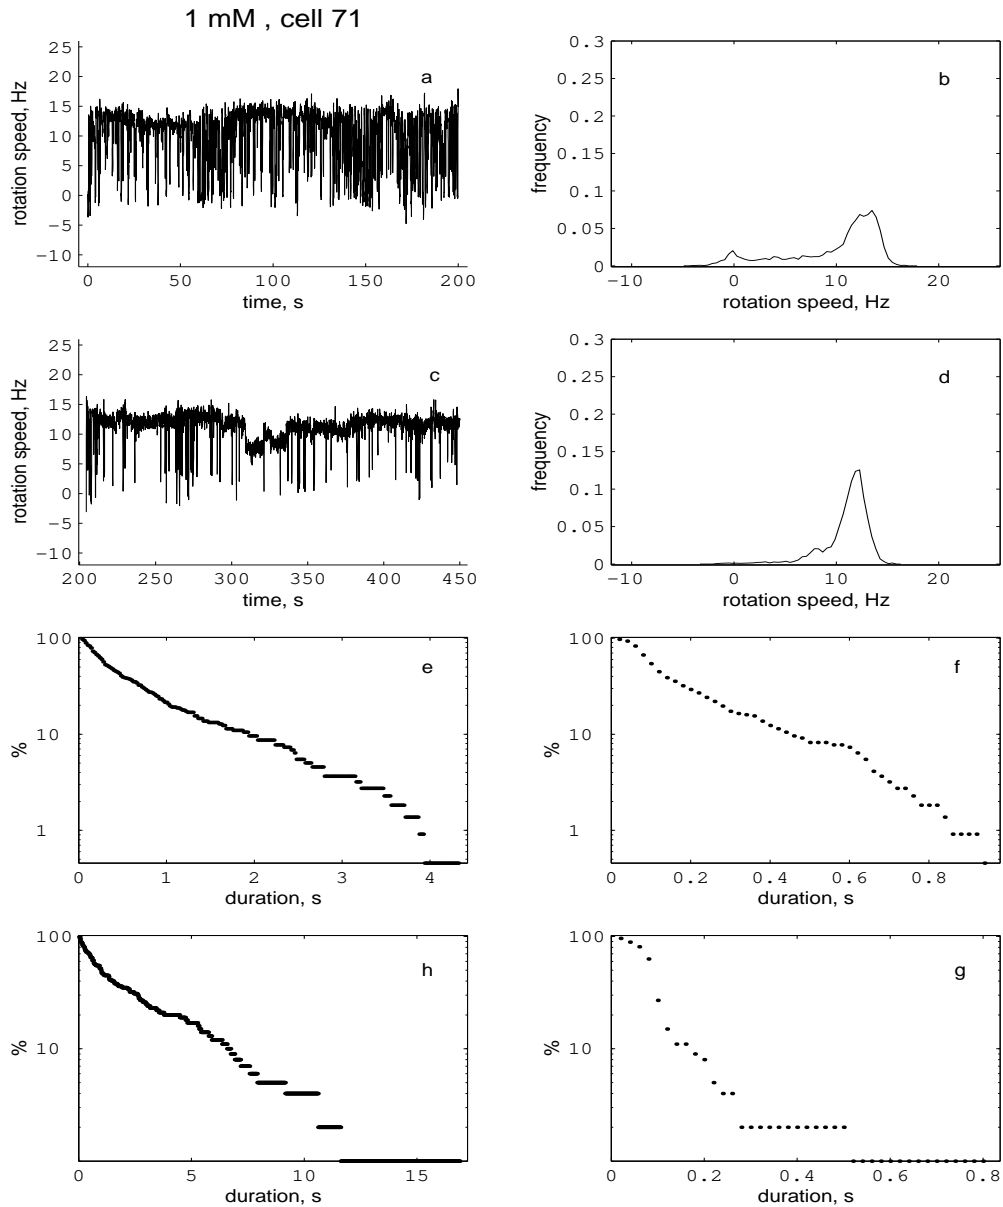 1 mM , cell 71
25
20
15
10
5
0
−5
−10
rotation speed, Hz
a
0 50 100 150 200
time, s
0.3
0.25
0.2
0.15
0.1
0.05
0
frequency
b
−10 0 10 20
rotation speed, Hz
25
20
15
10
5
0
−5
−10
rotation speed, Hz
c
200 250 300 350 400 450
time, s
0.3
0.25
0.2
0.15
0.1
0.05
0
frequency
d
−10 0 10 20
rotation speed, Hz
100
10
1
%
e
0 1 2 3 4
duration, s
100
10
1
%
f
0 0.2 0.4 0.6 0.8
duration, s
100
10
%
h
0 5 10 15
duration, s
100
10
%
g
0 0.2 0.4 0.6 0.8
duration, s